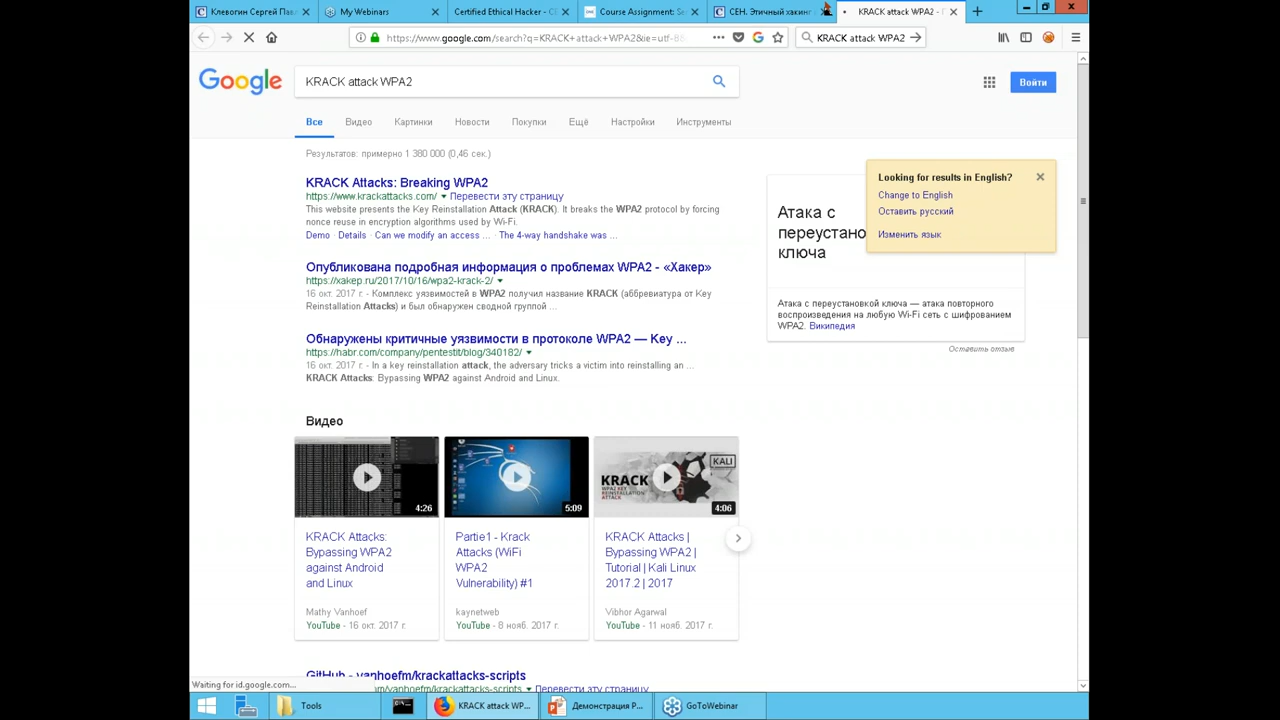 Клевогин Сергей Павл
My Webinars
Certified Ethical Hacker - CE
Course Assignment: Se
CEH. Этичный хакинг
KRACK attack WPA2 -
https://www.google.com/search?q=KRACK+attack+WPA2&ie=utf-8
KRACK attack WPA2
Google
KRACK attack WPA2
Войти
Все
Видео
Картинки
Новости
Покупки
Ещё
Настройки
Инструменты
Результатов: примерно 1 380 000 (0,46 сек.)
KRACK Attacks: Breaking WPA2
https://www.krackattacks.com/ Перевести эту страницу
This website presents the Key Reinstallation Attack (KRACK). It breaks the WPA2 protocol by forcing
nonce reuse in encryption algorithms used by Wi-Fi.
Demo · Details · Can we modify an access ... · The 4-way handshake was ...
Опубликована подробная информация о проблемах WPA2 - «Хакер»
https://xakep.ru/2017/10/16/wpa2-krack-2/
16 окт. 2017 г. - Комплекс уязвимостей в WPA2 получил название KRACK (аббревиатура от Key
Reinstallation Attacks) и был обнаружен сводной группой ...
Обнаружены критичные уязвимости в протоколе WPA2 — Key ...
https://habr.com/company/pentestit/blog/340182/
16 окт. 2017 г. - In a key reinstallation attack, the adversary tricks a victim into reinstalling an ...
KRACK Attacks: Bypassing WPA2 against Android and Linux.
Looking for results in English?
Change to English
Оставить русский
Изменить язык
Атака с
переустано
ключа
Атака с переустановкой ключа — атака повторного
воспроизведения на любую Wi-Fi сеть с шифрованием
WPA2. Википедия
Оставить отзыв
Видео
4:26
5:09
KRACK
WPA2 KEY
REINSTALLATION
ATTACK
KALI
4:06
KRACK Attacks:
Bypassing WPA2
against Android
and Linux
Mathy Vanhoef
YouTube - 16 окт. 2017 г.
Partie1 - Krack
Attacks (WiFi
WPA2
Vulnerability) #1
kaynetweb
YouTube - 8 нояб. 2017 г.
KRACK Attacks |
Bypassing WPA2 |
Tutorial | Kali Linux
2017.2 | 2017
Vibhor Agarwal
YouTube - 11 нояб. 2017 г.
GitHub - vanhoefm/krackattacks-scripts
Waiting for id.google.com...
m/vanhoefm/krackattacks-scripts Перевести эту страницу
Tools
KRACK attack WP...
Демонстрация P...
GoToWebinar